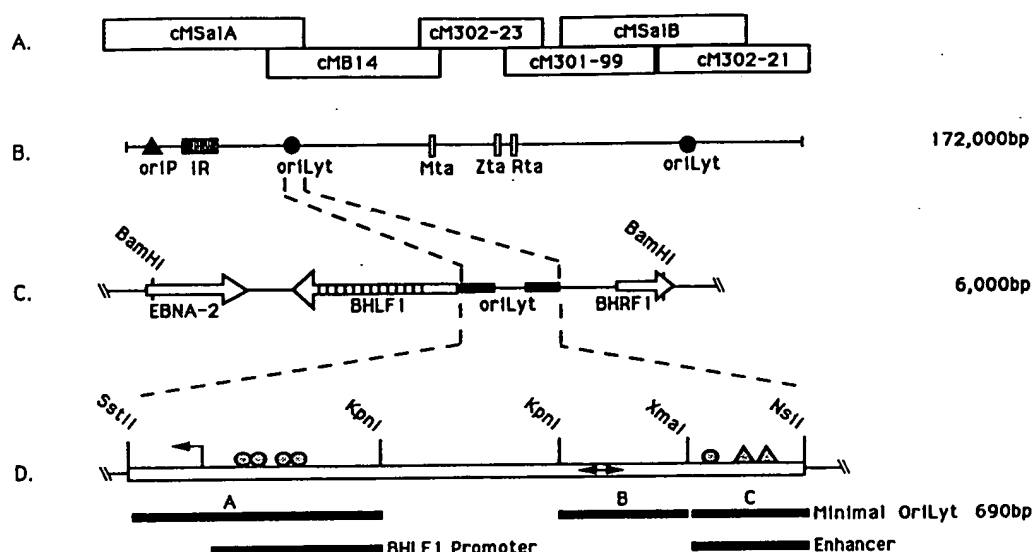 A. cMSalA cM302-23 cMSalB
cMB14 cM301-99 cM302-21
B. 172,000bp
oriP IR oriLyt Mta Zta Rta oriLyt
BamHI BamHI
C. 6,000bp
EBNA-2 BHLF1 oriLyt BHRF1
SstII KpnI KpnI XmaI NsiI
D.
A B C
Minimal OriLyt 690bp
BHLF1 Promoter Enhancer